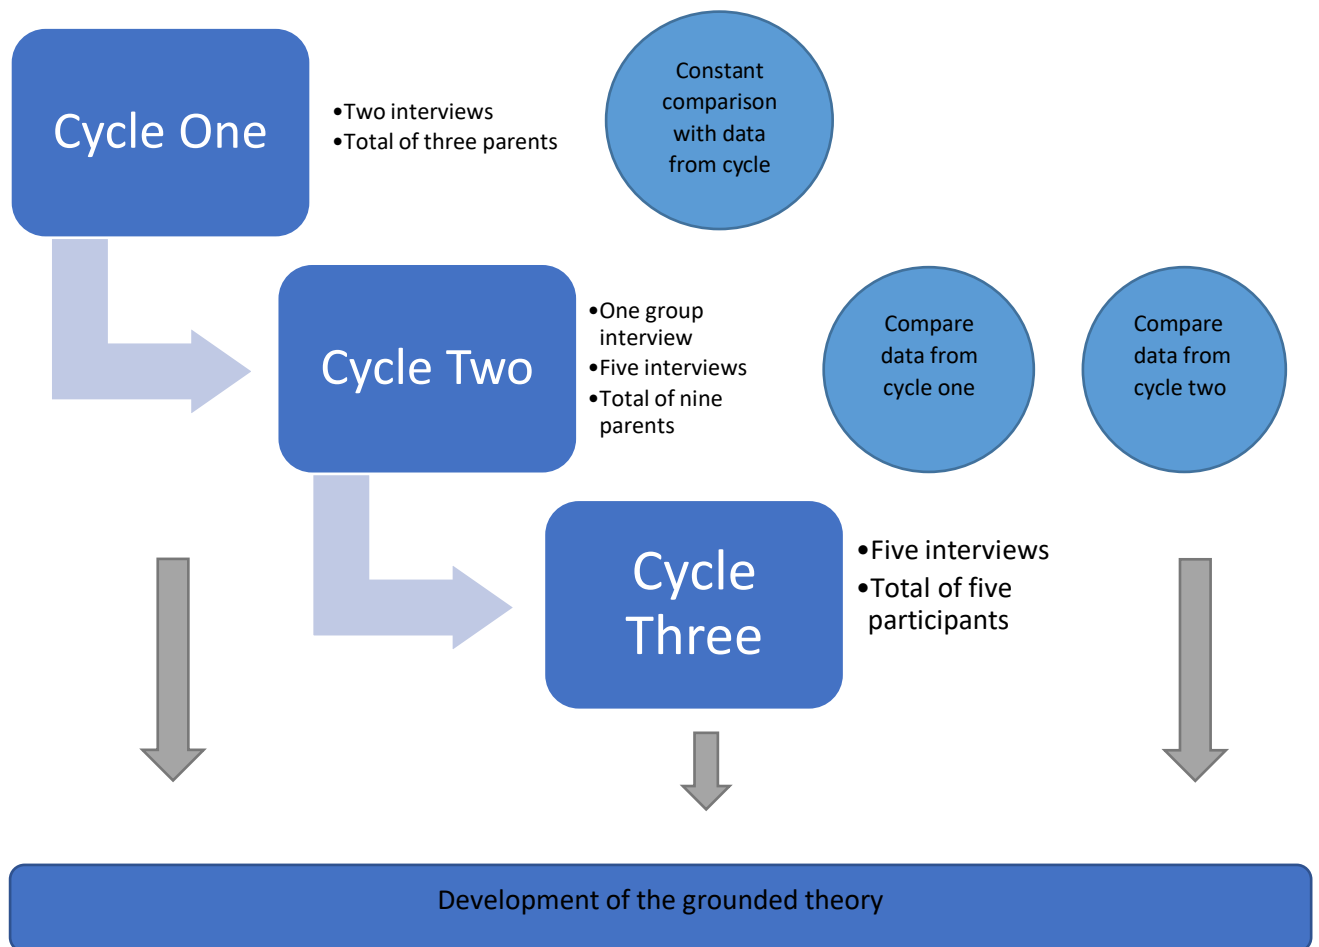 Cycle One
•Two interviews
•Total of three parents
Constant
comparison
with data
from cycle
Cycle Two
•One group
interview
•Five interviews
•Total of nine
parents
Compare
data from
cycle one
Compare
data from
cycle two
Cycle
Three
•Five interviews
•Total of five
participants
Development of the grounded theory